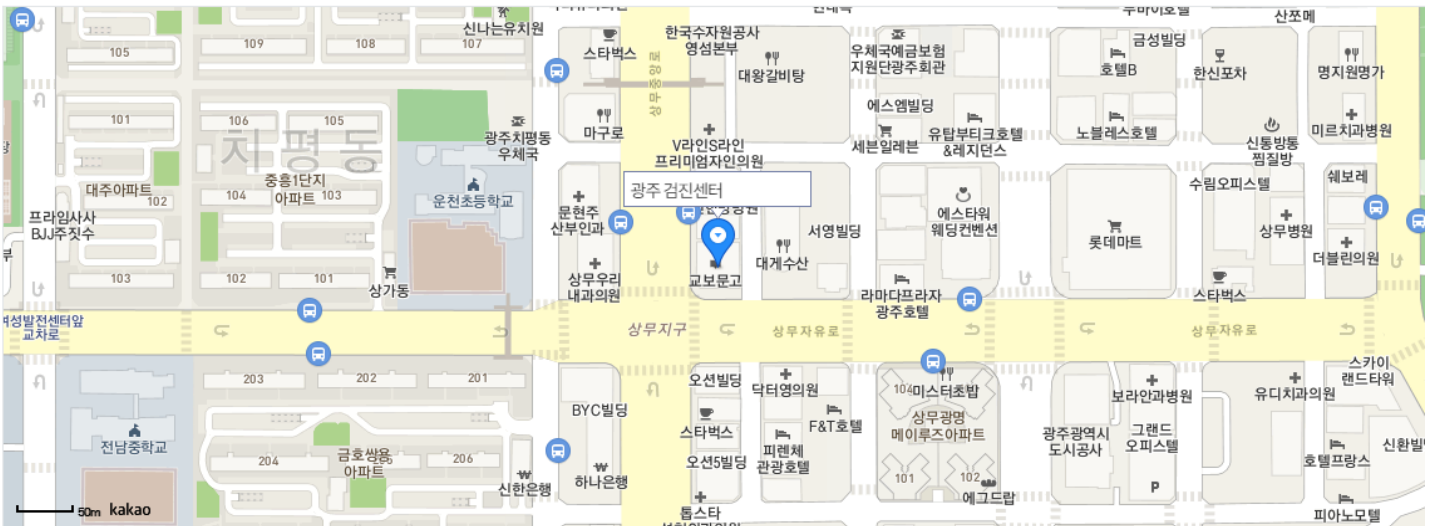 신나는유치원
스타벅스
한국수자원공사
영섬본부
대왕갈비탕
우체국예금보험
지원단광주회관
호텔B
금성빌딩
산쪼메
한신포차
명지원명가
105
109
108
107
상무중앙로
101
106
105
치평동
중흥1단지
아파트
104
103
대주아파트
102
프라임사사
BJJ주짓수
103
102
101
상가동
운천초등학교
광주치평동
우체국
마구로
V라인S라인
프리미엄자인의원
에스엠빌딩
세븐일레븐
유탑부티크호텔
&레지던스
노블레스호텔
신통방통
찜질방
미르치과병원
광주 검진센터
문현주
산부인과
상무우리
내과의원
교보문고
대게수산
서영빌딩
에스타워
웨딩컨벤션
라마다프라자
광주호텔
롯데마트
수림오피스텔
상무병원
쉐보레
더블린의원
스타벅스
여성발전센터앞
교차로
상무지구
상무자유로
상무자유로
203
202
201
전남중학교
204
금호쌍용
아파트
206
신한은행
BYC빌딩
하나은행
오션빌딩
스타벅스
오션5빌딩
톱스타
닥터영의원
F&T호텔
피렌체
관광호텔
104
미스터초밥
상무광명
메이루즈아파트
101
102
에그드랍
광주광역시
도시공사
보라안과병원
그랜드
오피스텔
P
유디치과의원
스카이
랜드타워
호텔프랑스
피아노모텔
50m
kakao